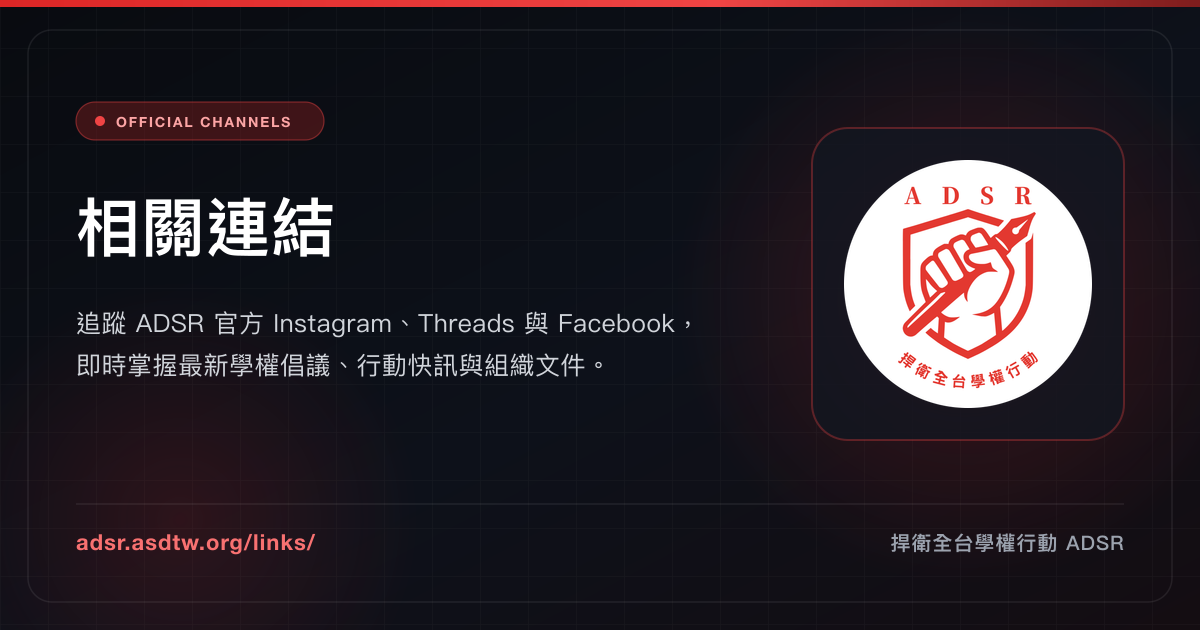 OFFICIAL CHANNELS
相關連結
追蹤 ADSR 官方 Instagram、Threads 與 Facebook，
即時掌握最新學權倡議、行動快訊與組織文件。
A D S R
捍衛全台學權行動
adsr.asdtw.org/links/
捍衛全台學權行動 ADSR